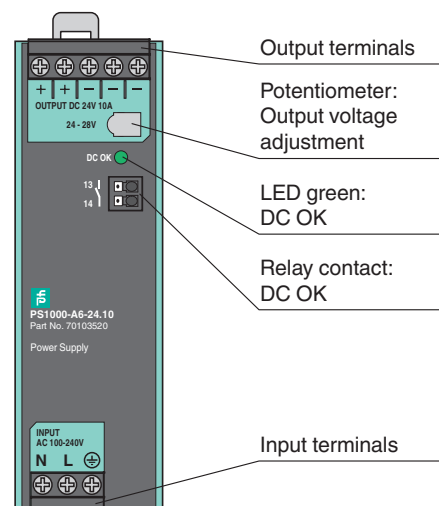 Output terminals
+ + – – –
OUTPUT DC 24V 10A
24 - 28V
Potentiometer:
Output voltage
adjustment
DC OK
LED green:
DC OK
13
14
Relay contact:
DC OK
PS1000-A6-24.10
Part No. 70103520
Power Supply
INPUT
AC 100-240V
N L
Input terminals